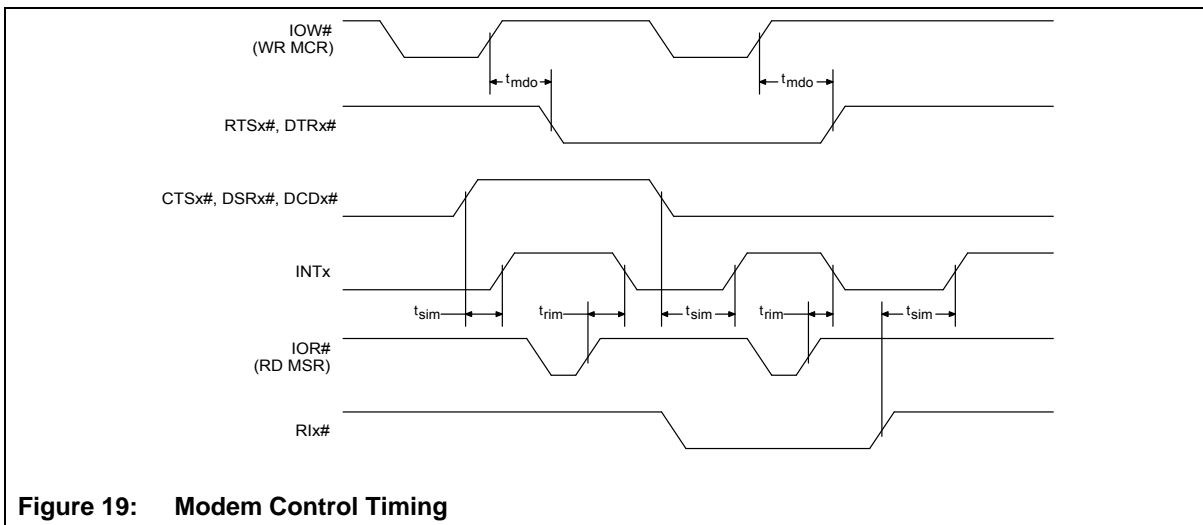 IOW#
(WR MCR)
tmdo
tmdo
RTSx#, DTRx#
CTSx#, DSRx#, DCDx#
INTx
tsim
trim
tsim
trim
tsim
IOR#
(RD MSR)
RIx#
Figure 19: Modem Control Timing